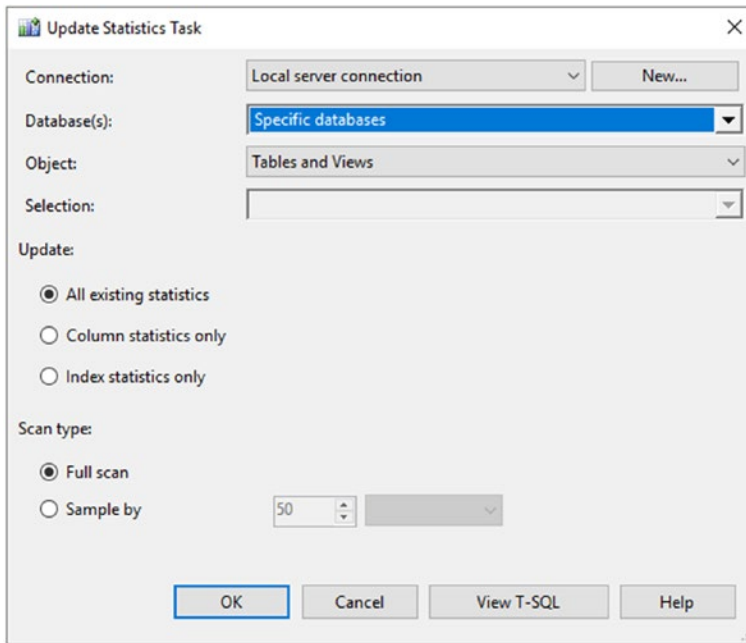 Update Statistics Task
Connection: Local server connection New...
Database(s): Specific databases
Object: Tables and Views
Selection:
Update:
All existing statistics
Column statistics only
Index statistics only
Scan type:
Full scan
Sample by 50
OK Cancel View T-SQL Help